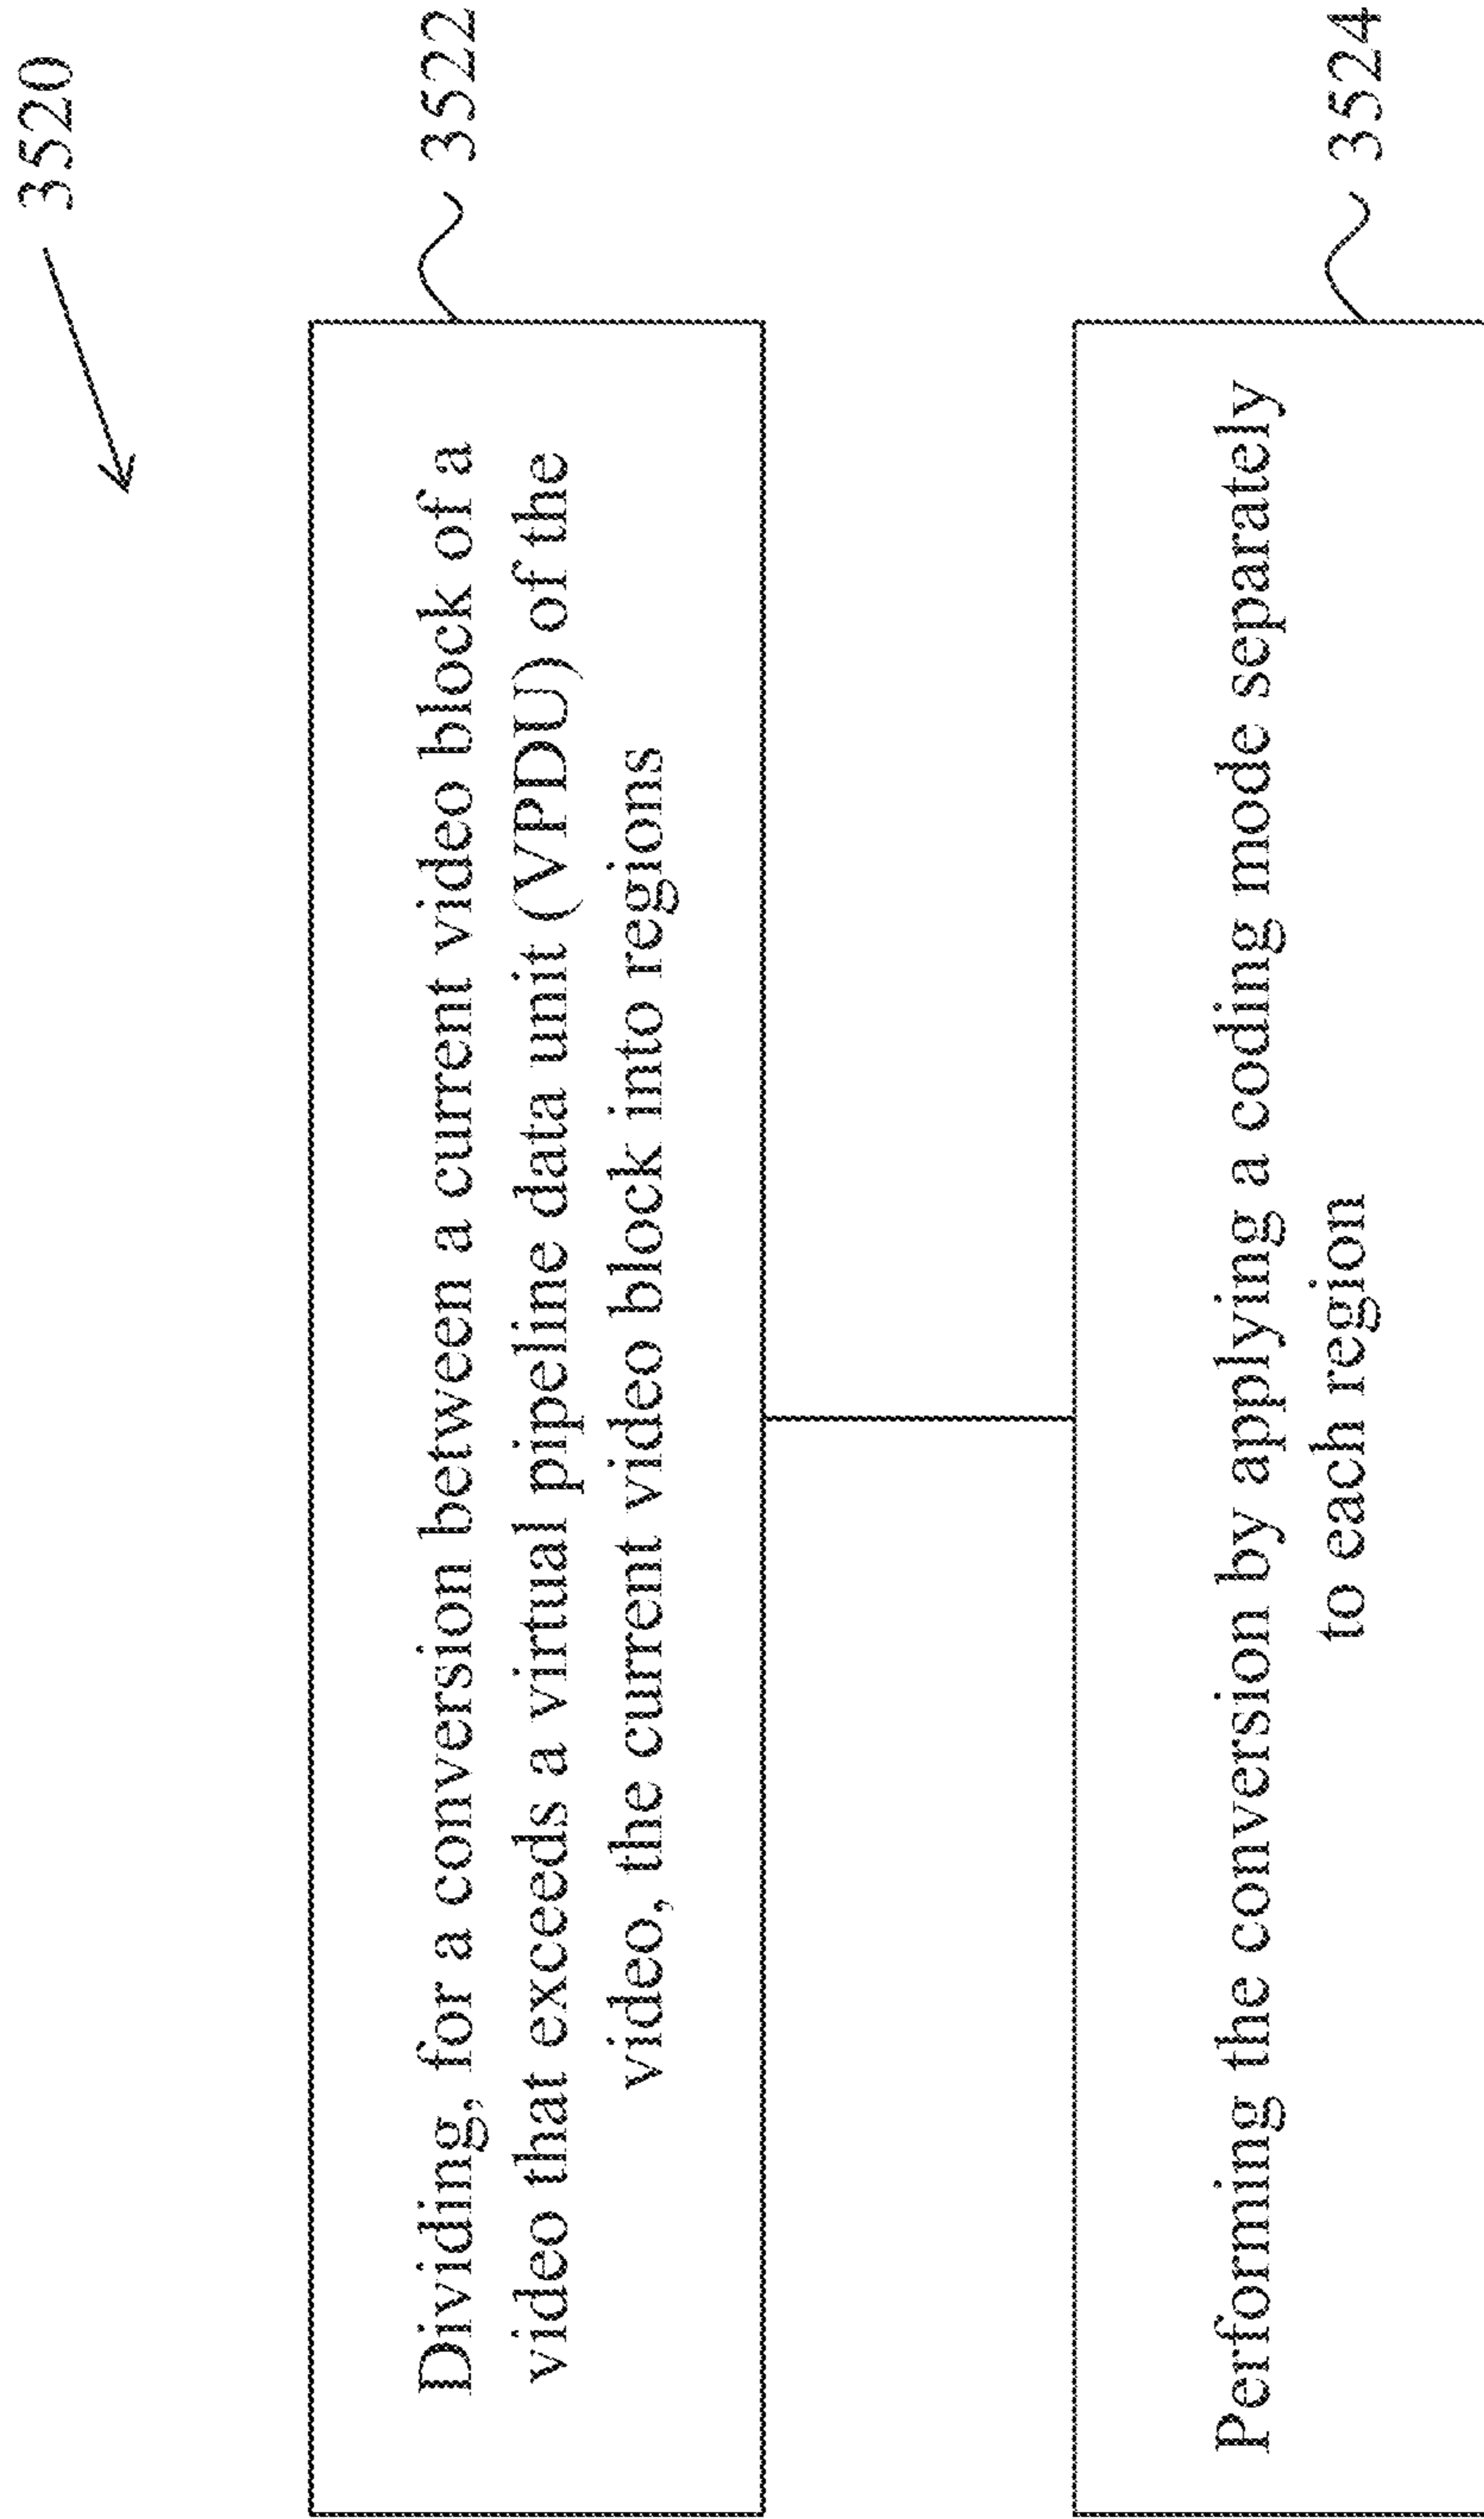 3520
Dividing, for a conversion between a current video block of a
video that exceeds a virtual pipeline data unit (VPDU) of the
video, the current video block into regions
3522
Performing the conversion by applying a coding mode separately
to each region
3524